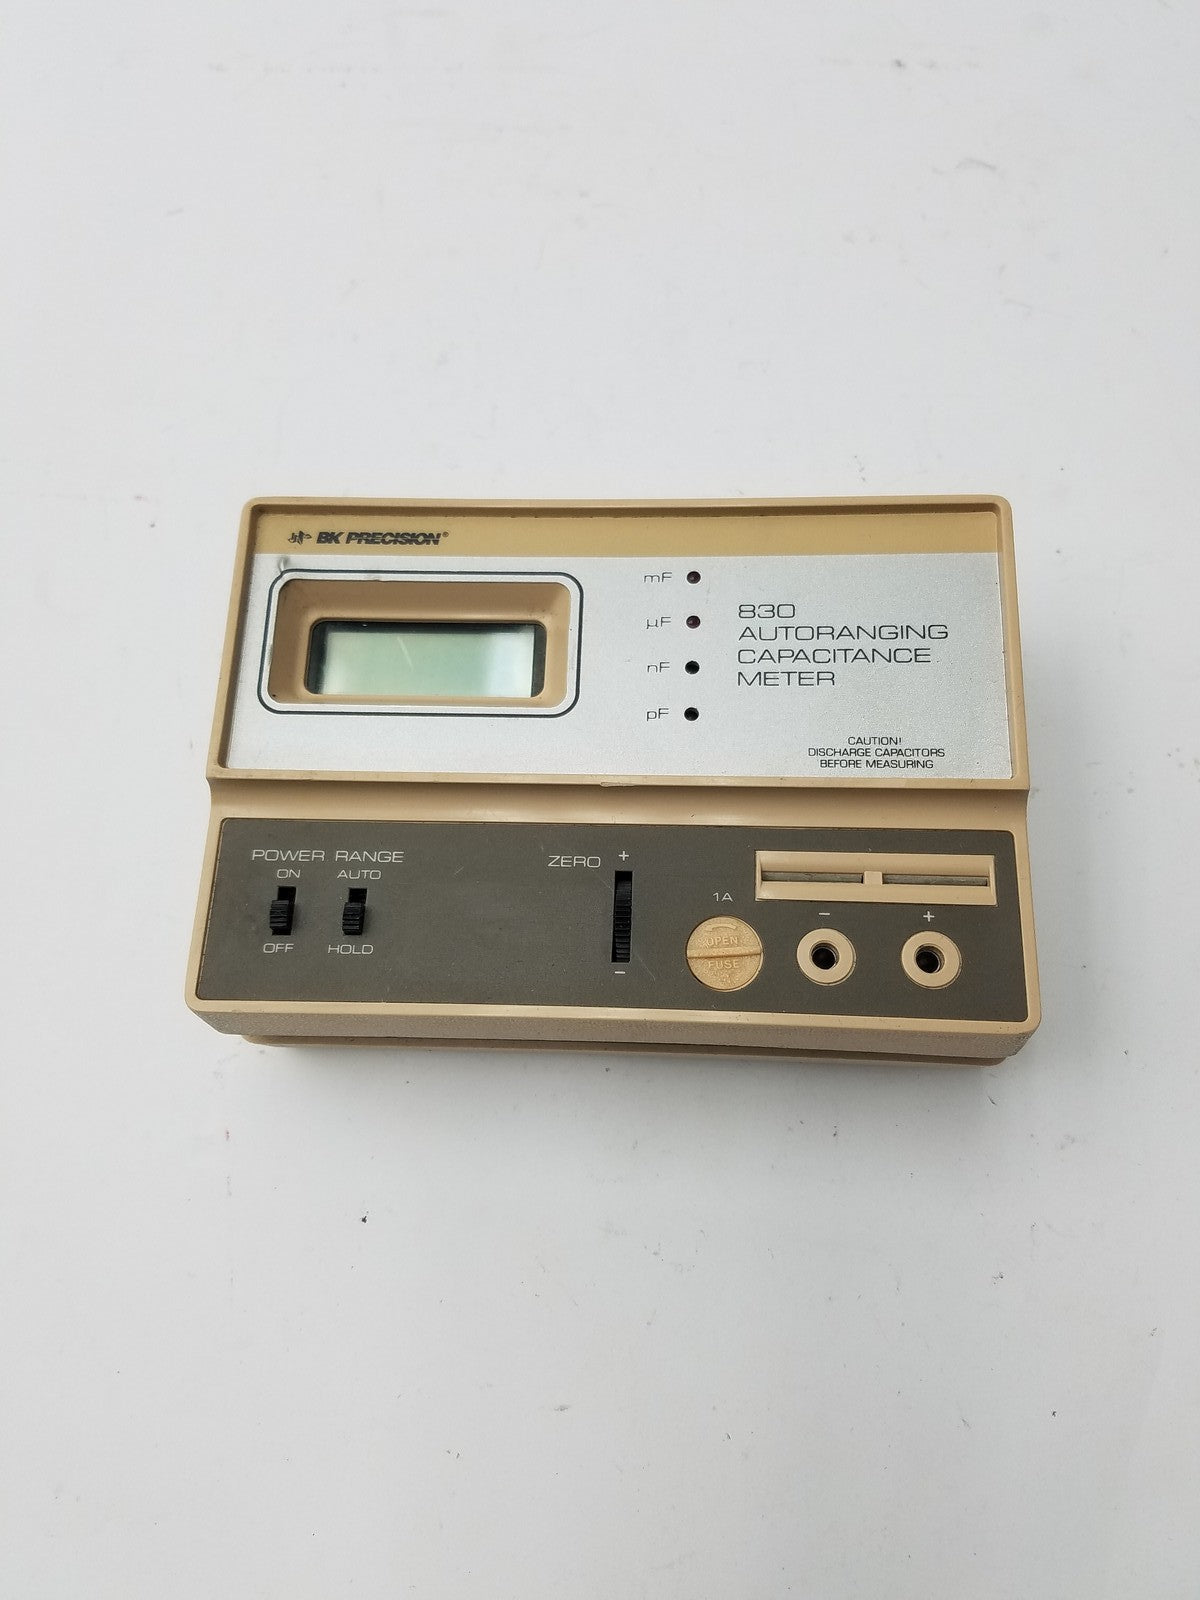 BK PRECISION®
mF
µF
nF
pF
830
AUTORANGING
CAPACITANCE
METER
CAUTION!
DISCHARGE CAPACITORS
BEFORE MEASURING
POWER RANGE
ON AUTO
OFF HOLD
ZERO +
−
1A
OPEN
FUSE
− +